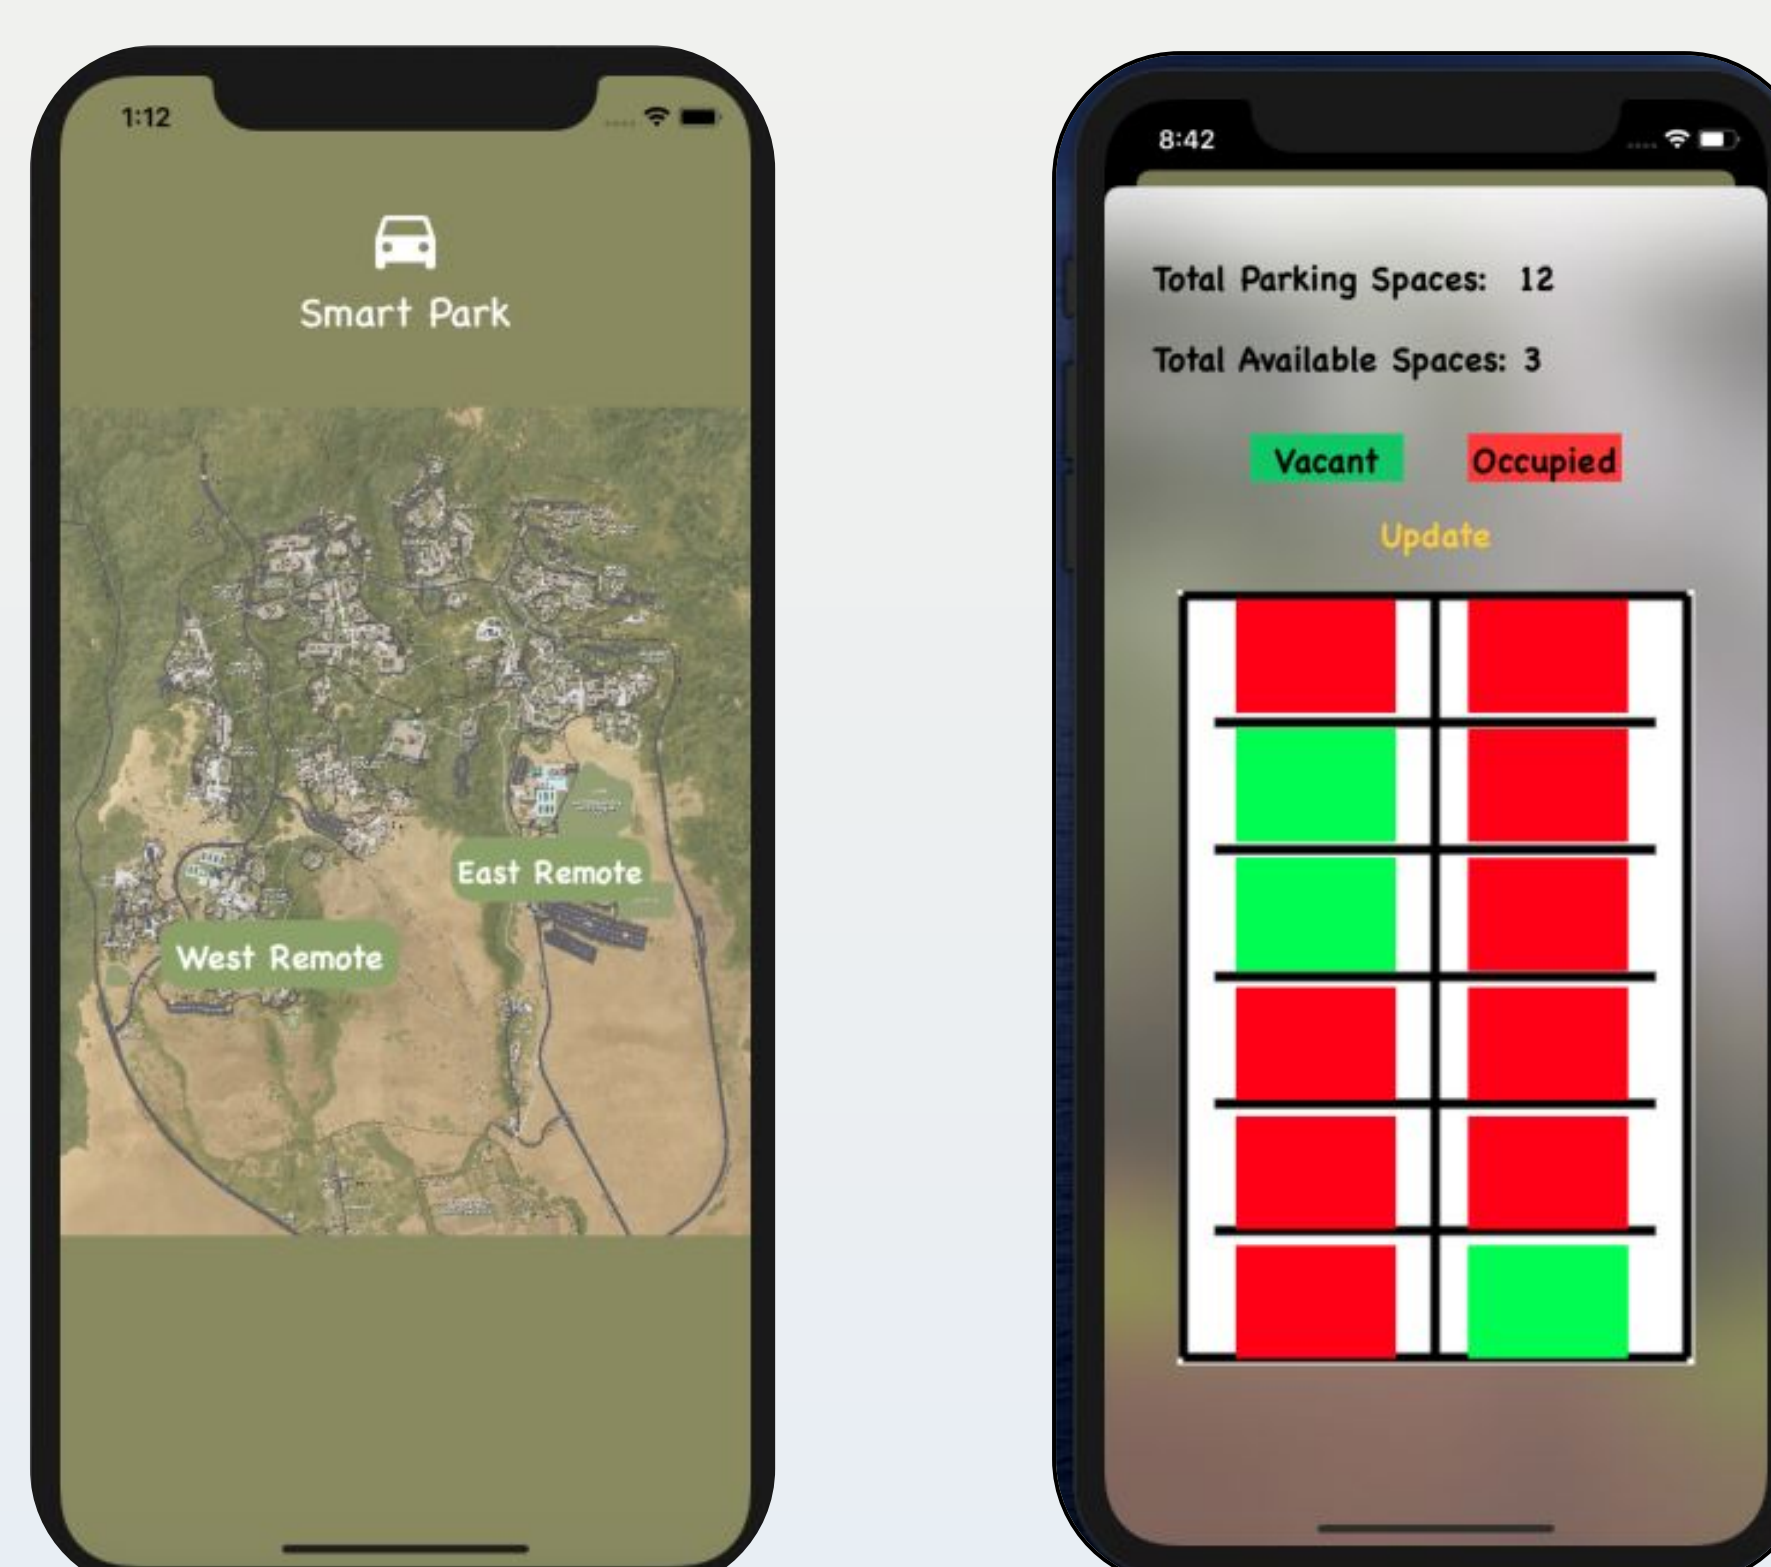 1:12
Smart Park
East Remote
West Remote
8:42
Total Parking Spaces: 12
Total Available Spaces: 3
Vacant Occupied
Update